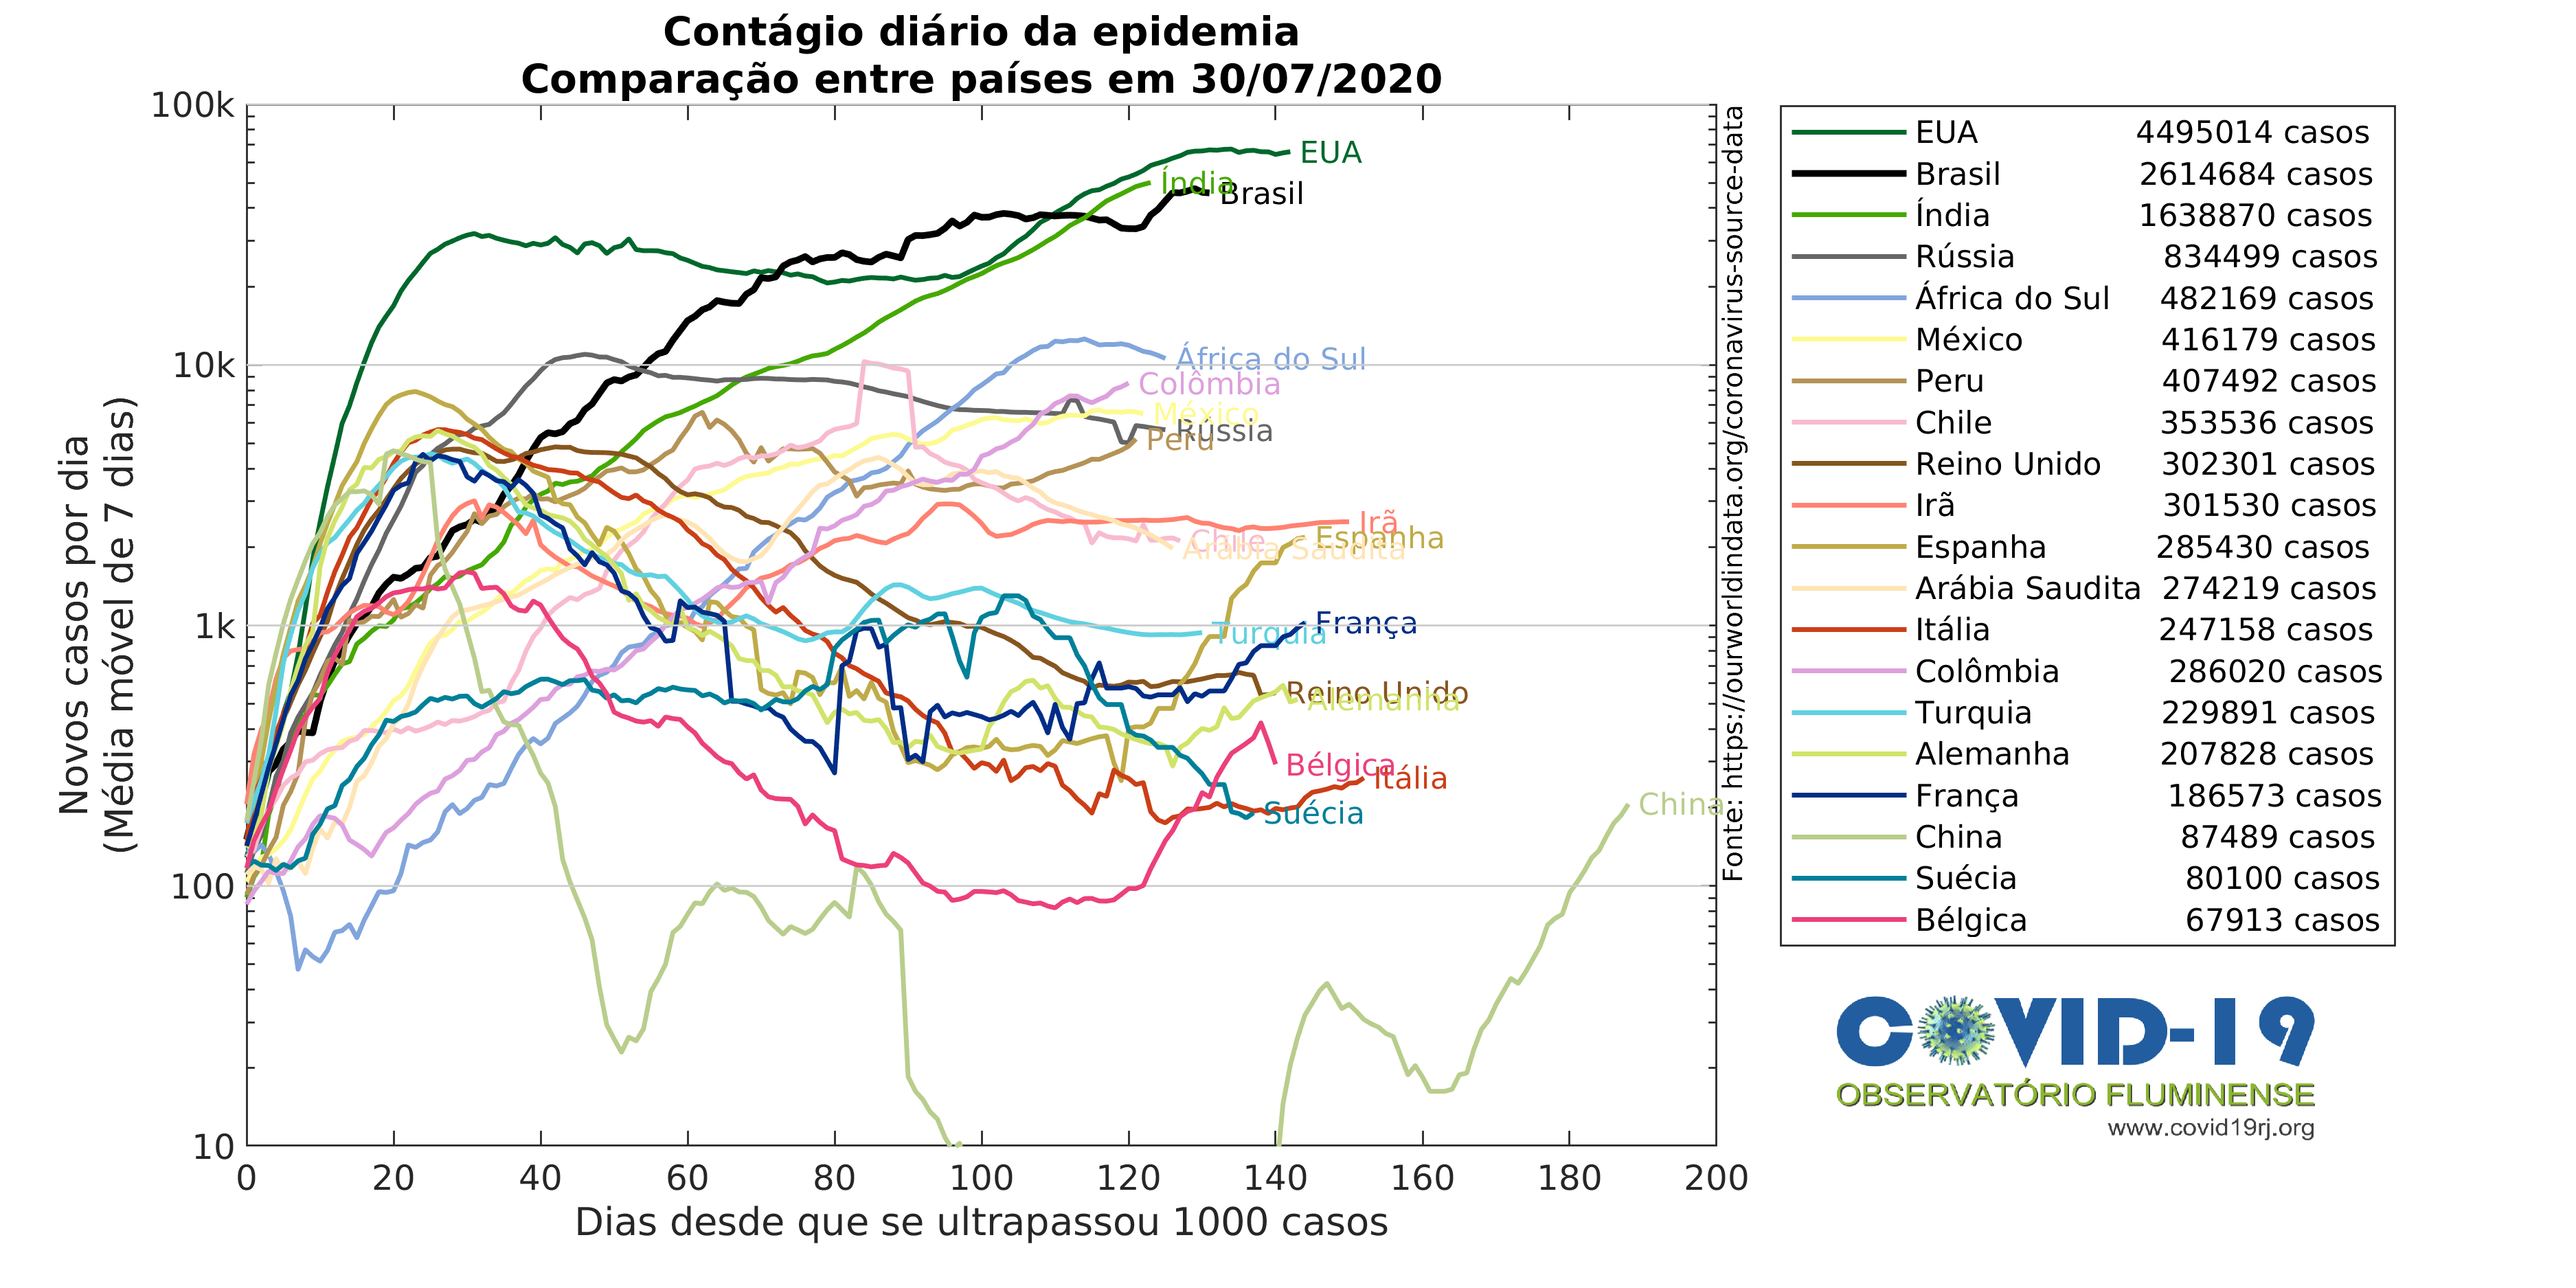 Contágio diário da epidemia
Comparação entre países em 30/07/2020
Novos casos por dia
(Média móvel de 7 dias)
100k
10k
1k
100
10
0 20 40 60 80 100 120 140 160 180 200
Dias desde que se ultrapassou 1000 casos
EUA
Índia
Brasil
África do Sul
Colômbia
México
Rússia
Peru
Irã
Espanha
Chile
Arábia Saudita
França
Turquia
Reino Unido
Alemanha
Bélgica
Itália
China
Suécia
Fonte: https://ourworldindata.org/coronavirus-source-data
EUA 4495014 casos
Brasil 2614684 casos
Índia 1638870 casos
Rússia 834499 casos
África do Sul 482169 casos
México 416179 casos
Peru 407492 casos
Chile 353536 casos
Reino Unido 302301 casos
Irã 301530 casos
Espanha 285430 casos
Arábia Saudita 274219 casos
Itália 247158 casos
Colômbia 286020 casos
Turquia 229891 casos
Alemanha 207828 casos
França 186573 casos
China 87489 casos
Suécia 80100 casos
Bélgica 67913 casos
COVID-19
OBSERVATÓRIO FLUMINENSE
www.covid19rj.org